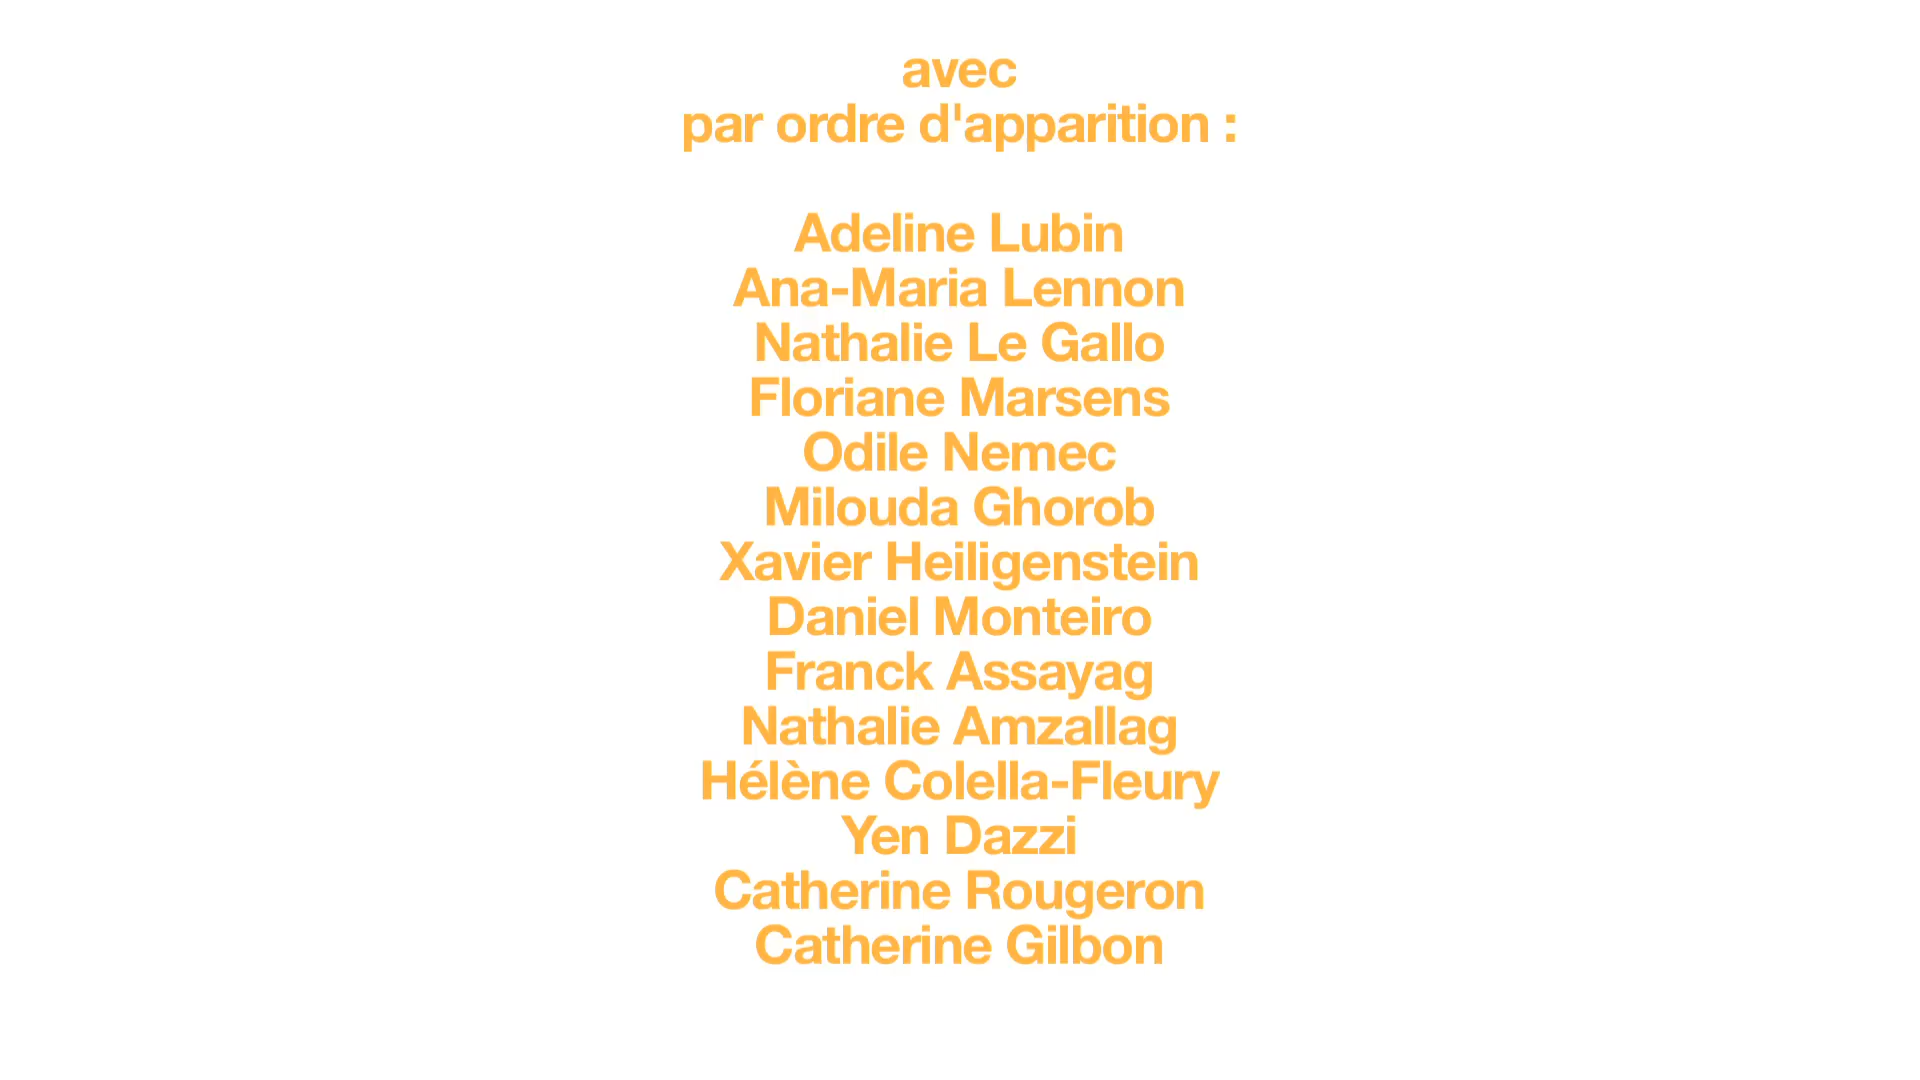 avec
par ordre d'apparition :
Adeline Lubin
Ana-Maria Lennon
Nathalie Le Gallo
Floriane Marsens
Odile Nemec
Milouda Ghorob
Xavier Heiligenstein
Daniel Monteiro
Franck Assayag
Nathalie Amzallag
Hélène Colella-Fleury
Yen Dazzi
Catherine Rougeron
Catherine Gilbon